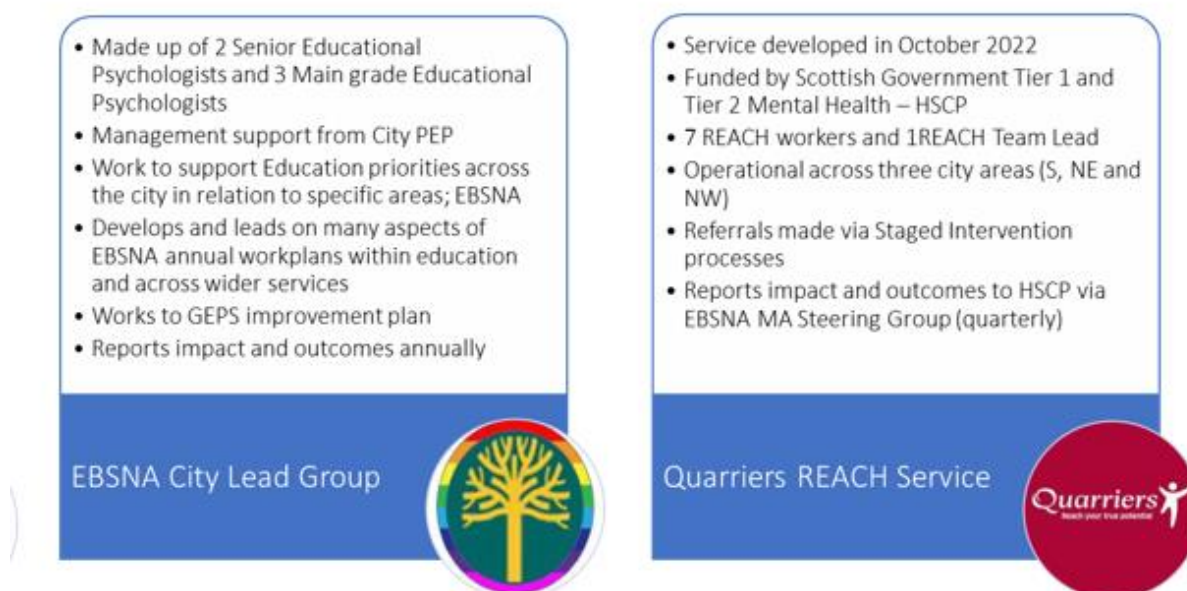 • Made up of 2 Senior Educational
Psychologists and 3 Main grade Educational
Psychologists
• Management support from City PEP
• Work to support Education priorities across
the city in relation to specific areas; EBSNA
• Develops and leads on many aspects of
EBSNA annual workplans within education
and across wider services
• Works to GEPS improvement plan
• Reports impact and outcomes annually
EBSNA City Lead Group
• Service developed in October 2022
• Funded by Scottish Government Tier 1 and
Tier 2 Mental Health – HSCP
• 7 REACH workers and 1REACH Team Lead
• Operational across three city areas (S, NE and
NW)
• Referrals made via Staged Intervention
processes
• Reports impact and outcomes to HSCP via
EBSNA MA Steering Group (quarterly)
Quarriers REACH Service
Quarriers
Reach your true potential